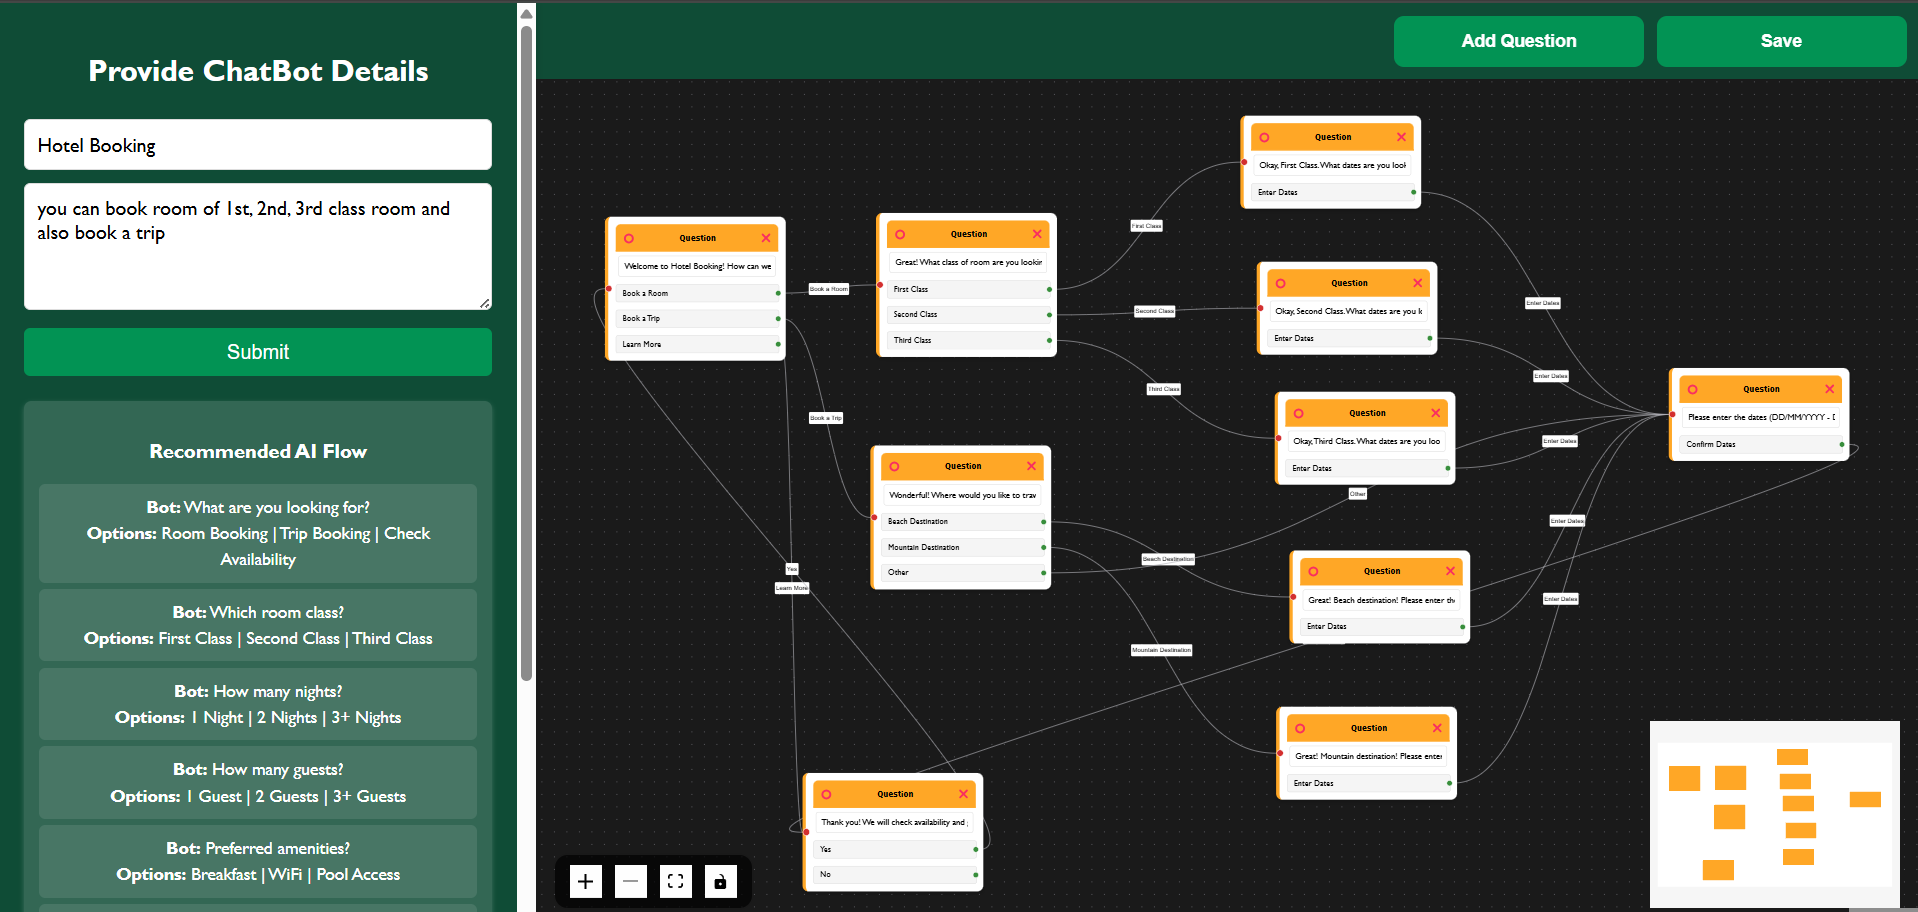 Provide ChatBot Details
Hotel Booking
you can book room of 1st, 2nd, 3rd class room and
also book a trip
Submit
Recommended AI Flow
Bot: What are you looking for?
Options: Room Booking | Trip Booking | Check
Availability
Bot: Which room class?
Options: First Class | Second Class | Third Class
Bot: How many nights?
Options: 1 Night | 2 Nights | 3+ Nights
Bot: How many guests?
Options: 1 Guest | 2 Guests | 3+ Guests
Bot: Preferred amenities?
Options: Breakfast | WiFi | Pool Access
Add Question
Save
Question
Welcome to Hotel Booking! How can we
Book a Room
Book a Trip
Learn More
Book a Room
Book a Trip
Yes
Learn More
Question
Great! What class of room are you lookin
First Class
Second Class
Third Class
First Class
Second Class
Third Class
Question
Wonderful! Where would you like to trav
Beach Destination
Mountain Destination
Other
Beach Destination
Mountain Destination
Other
Question
Okay, First Class. What dates are you look
Enter Dates
Question
Okay, Second Class. What dates are you k
Enter Dates
Question
Okay, Third Class. What dates are you loo
Enter Dates
Question
Great! Beach destination! Please enter the
Enter Dates
Question
Great! Mountain destination! Please enter
Enter Dates
Enter Dates
Enter Dates
Enter Dates
Enter Dates
Enter Dates
Question
Please enter the dates (DD/MM/YYYY - D
Confirm Dates
Question
Thank you! We will check availability and
Yes
No